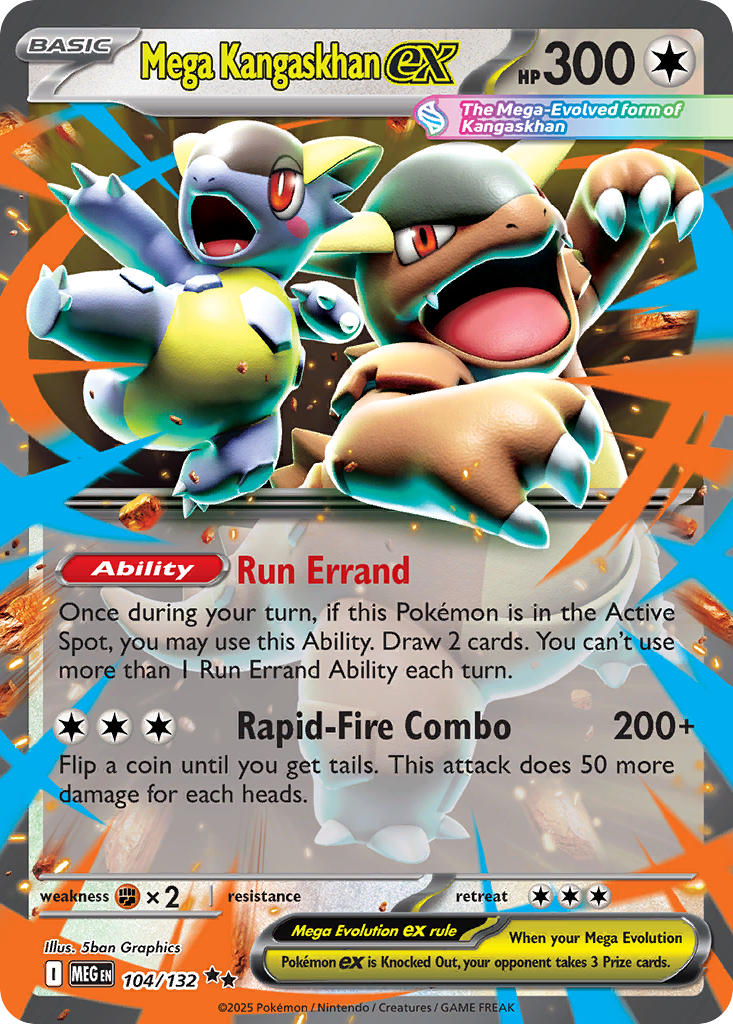 BASIC
Mega Kangaskhan ex
HP 300
The Mega-Evolved form of
Kangaskhan
Ability Run Errand
Once during your turn, if this Pokémon is in the Active
Spot, you may use this Ability. Draw 2 cards. You can't use
more than 1 Run Errand Ability each turn.
Rapid-Fire Combo 200+
Flip a coin until you get tails. This attack does 50 more
damage for each heads.
weakness ×2 resistance retreat
Illus. 5ban Graphics
Mega Evolution ex rule
When your Mega Evolution
Pokémon ex is Knocked Out, your opponent takes 3 Prize cards.
I MEG EN 104/132
©2025 Pokémon / Nintendo / Creatures / GAME FREAK